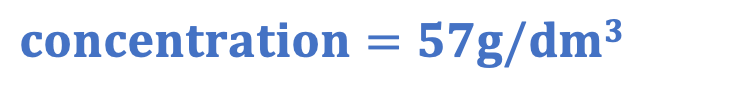 concentration = 57g/dm³